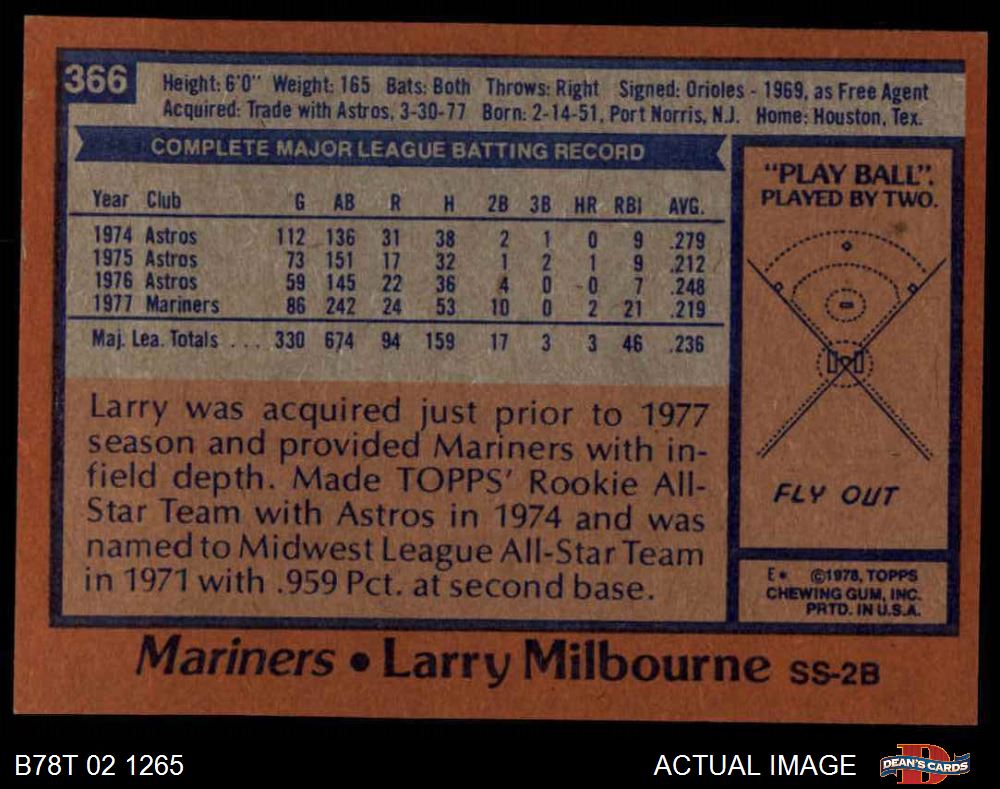 366
Height: 6'0" Weight: 165 Bats: Both Throws: Right Signed: Orioles - 1969, as Free Agent
Acquired: Trade with Astros, 3-30-77 Born: 2-14-51, Port Norris, N.J. Home: Houston, Tex.
COMPLETE MAJOR LEAGUE BATTING RECORD
Year Club G AB R H 2B 3B HR RBI AVG.
1974 Astros 112 136 31 38 2 1 0 9 .279
1975 Astros 73 151 17 32 1 2 1 9 .212
1976 Astros 59 145 22 36 4 0 0 7 .248
1977 Mariners 86 242 24 53 10 0 2 21 .219
Maj. Lea. Totals ... 330 674 94 159 17 3 3 46 .236
Larry was acquired just prior to 1977
season and provided Mariners with in-
field depth. Made TOPPS' Rookie All-
Star Team with Astros in 1974 and was
named to Midwest League All-Star Team
in 1971 with .959 Pct. at second base.
"PLAY BALL".
PLAYED BY TWO.
FLY OUT
E* ©1978, TOPPS
CHEWING GUM, INC.
PRTD. IN U.S.A.
Mariners • Larry Milbourne SS-2B
B78T 02 1265
ACTUAL IMAGE
DEAN'S CARDS